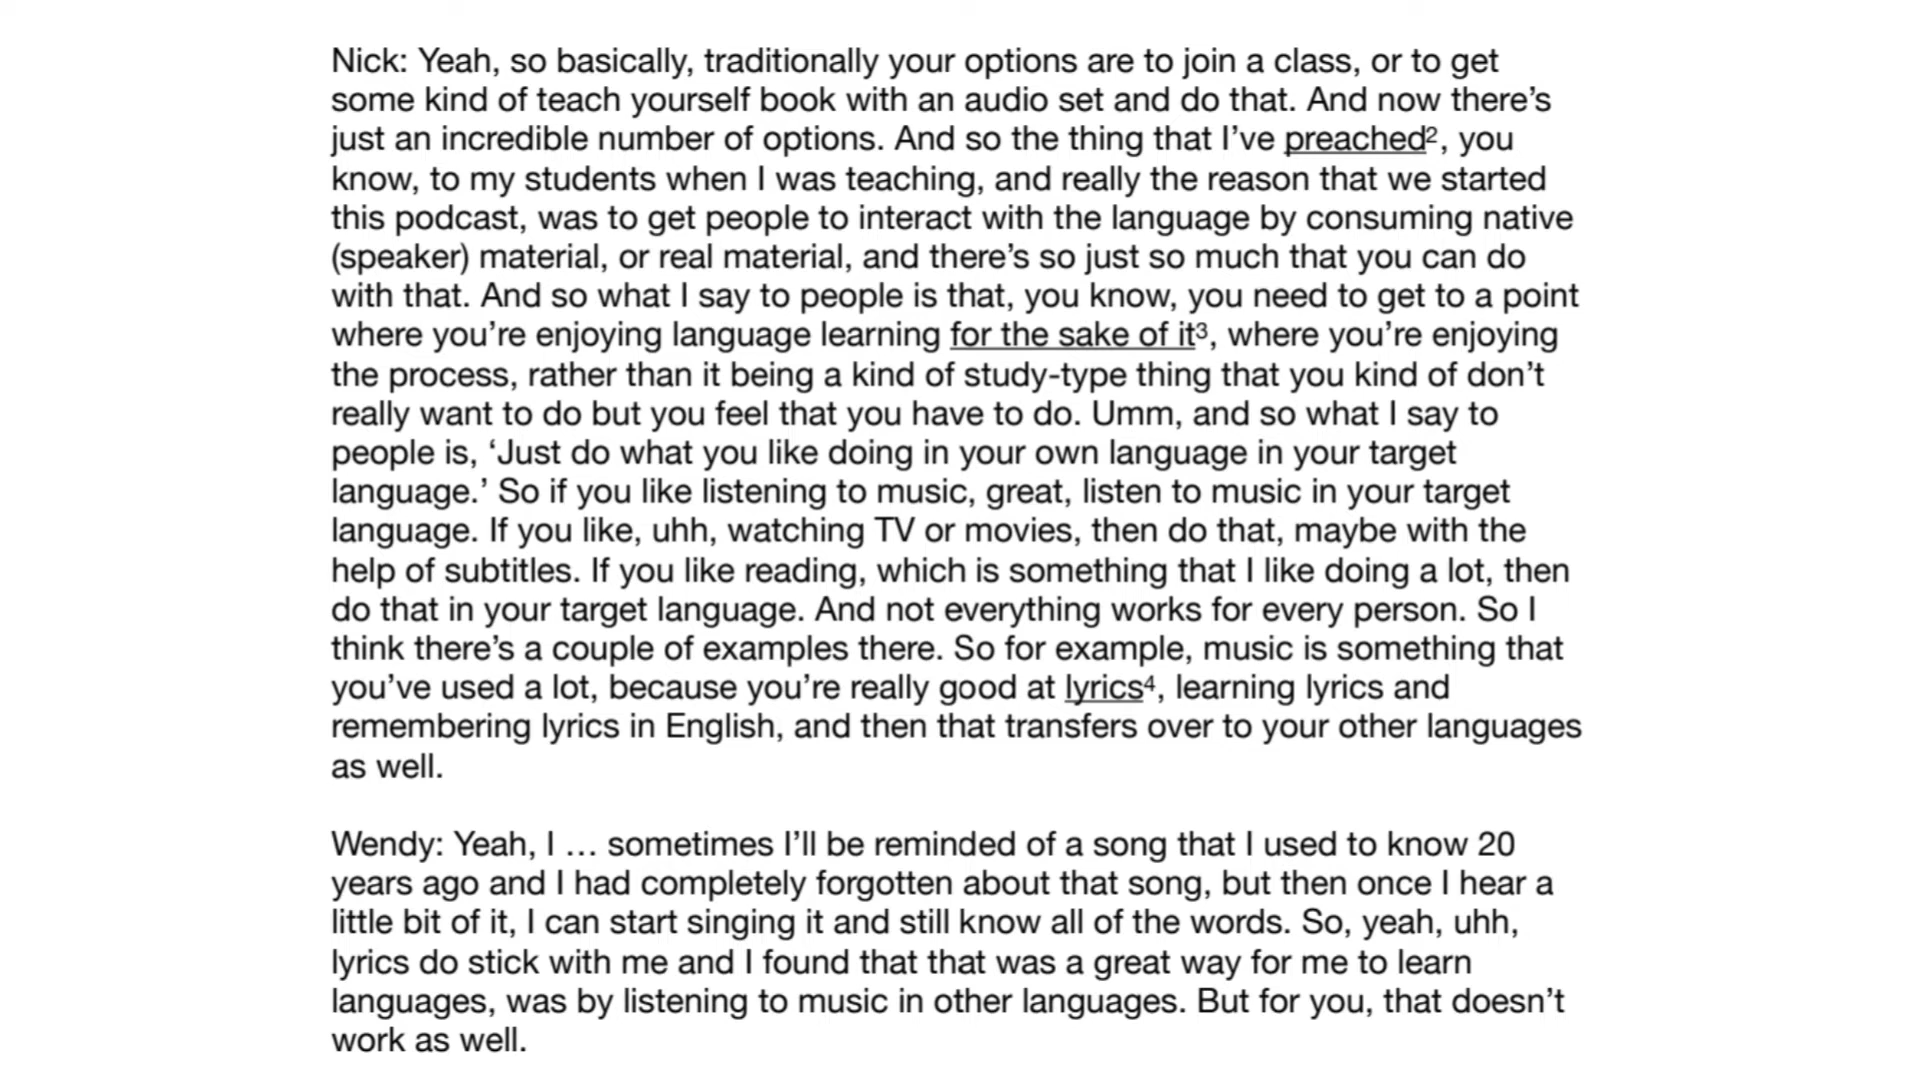 Nick: Yeah, so basically, traditionally your options are to join a class, or to get
some kind of teach yourself book with an audio set and do that. And now there’s
just an incredible number of options. And so the thing that I’ve preached², you
know, to my students when I was teaching, and really the reason that we started
this podcast, was to get people to interact with the language by consuming native
(speaker) material, or real material, and there’s so just so much that you can do
with that. And so what I say to people is that, you know, you need to get to a point
where you’re enjoying language learning for the sake of it³, where you’re enjoying
the process, rather than it being a kind of study-type thing that you kind of don’t
really want to do but you feel that you have to do. Umm, and so what I say to
people is, ‘Just do what you like doing in your own language in your target
language.’ So if you like listening to music, great, listen to music in your target
language. If you like, uhh, watching TV or movies, then do that, maybe with the
help of subtitles. If you like reading, which is something that I like doing a lot, then
do that in your target language. And not everything works for every person. So I
think there’s a couple of examples there. So for example, music is something that
you’ve used a lot, because you’re really good at lyrics⁴, learning lyrics and
remembering lyrics in English, and then that transfers over to your other languages
as well.
Wendy: Yeah, I … sometimes I’ll be reminded of a song that I used to know 20
years ago and I had completely forgotten about that song, but then once I hear a
little bit of it, I can start singing it and still know all of the words. So, yeah, uhh,
lyrics do stick with me and I found that that was a great way for me to learn
languages, was by listening to music in other languages. But for you, that doesn’t
work as well.